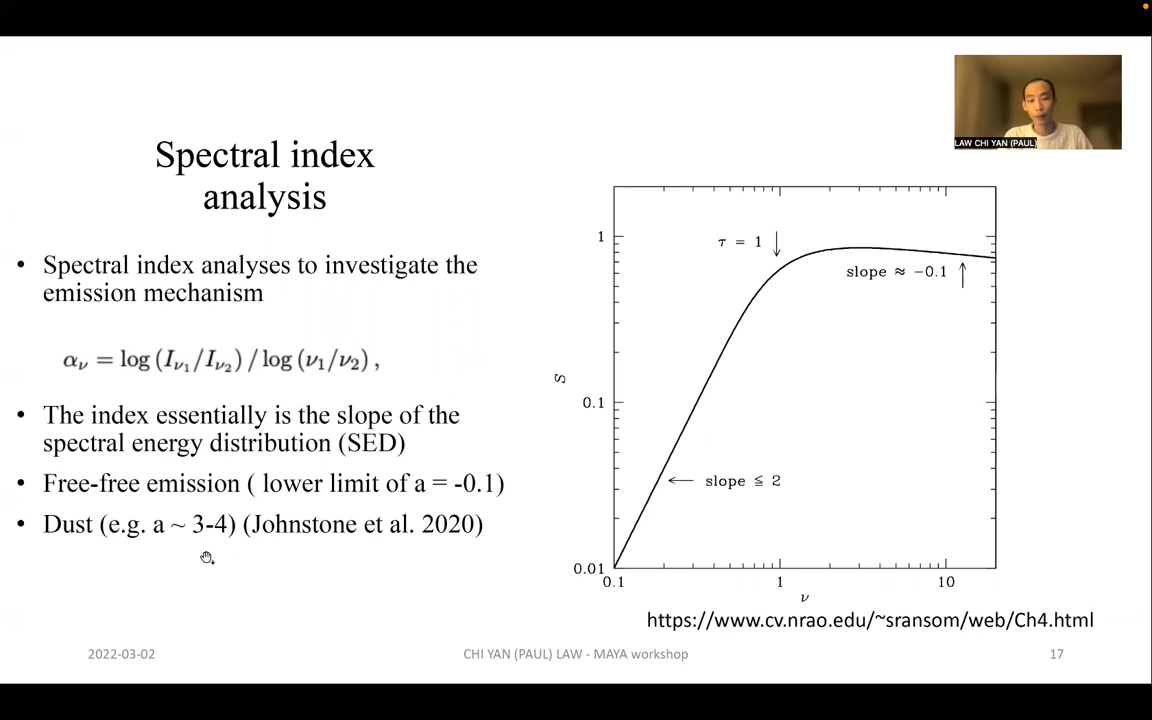 LAW CHI YAN (PAUL)
Spectral index
analysis
• Spectral index analyses to investigate the
emission mechanism
α_ν = log (I_ν₁/I_ν₂) / log (ν₁/ν₂) ,
• The index essentially is the slope of the
spectral energy distribution (SED)
• Free-free emission ( lower limit of a = -0.1)
• Dust (e.g. a ~ 3-4) (Johnstone et al. 2020)
1
0.1
0.01
S
τ = 1
slope ≈ −0.1
slope ≦ 2
0.1
1
10
ν
https://www.cv.nrao.edu/~sransom/web/Ch4.html
2022-03-02
CHI YAN (PAUL) LAW - MAYA workshop
17